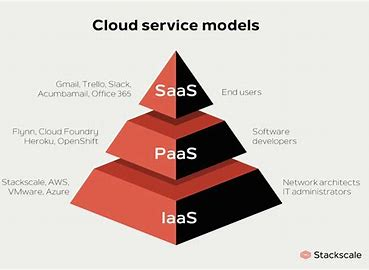 Cloud service models
Gmail, Trello, Slack,
Acumbamail, Office 365
SaaS
End users
Flynn, Cloud Foundry
Heroku, OpenShift
PaaS
Software
developers
Stackscale, AWS,
VMware, Azure
IaaS
Network architects
IT administrators
Stackscale